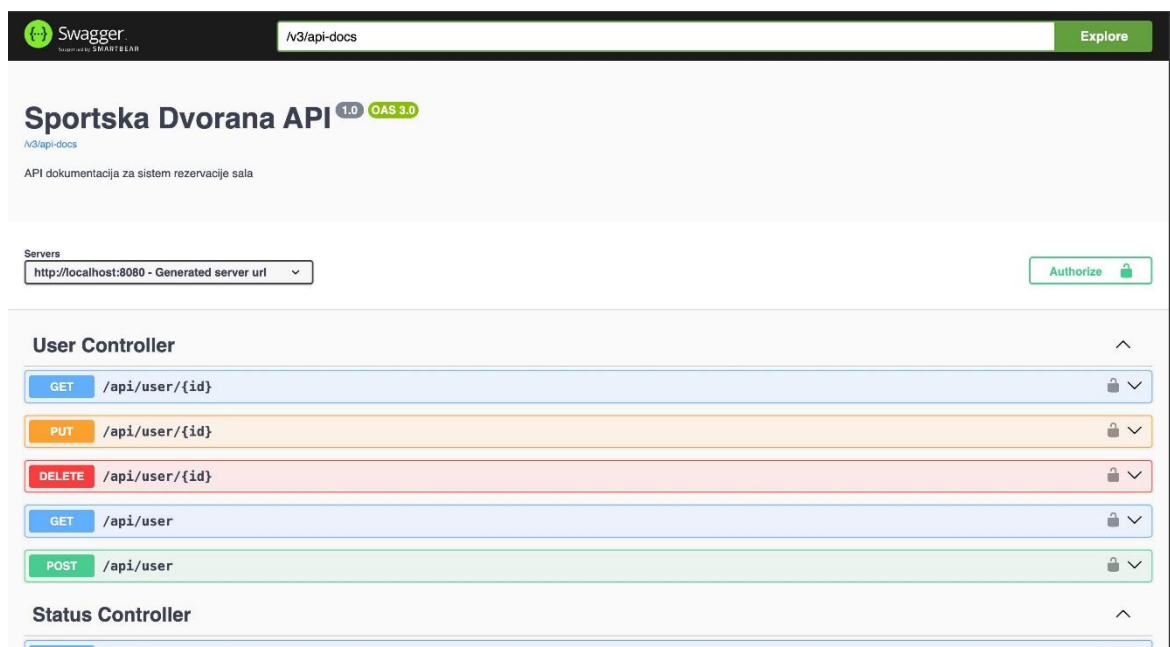 Swagger.
Supported by SMARTBEAR
/v3/api-docs
Explore
Sportska Dvorana API 1.0 OAS 3.0
/v3/api-docs
API dokumentacija za sistem rezervacije sala
Servers
http://localhost:8080 - Generated server url
Authorize
User Controller
GET /api/user/{id}
PUT /api/user/{id}
DELETE /api/user/{id}
GET /api/user
POST /api/user
Status Controller